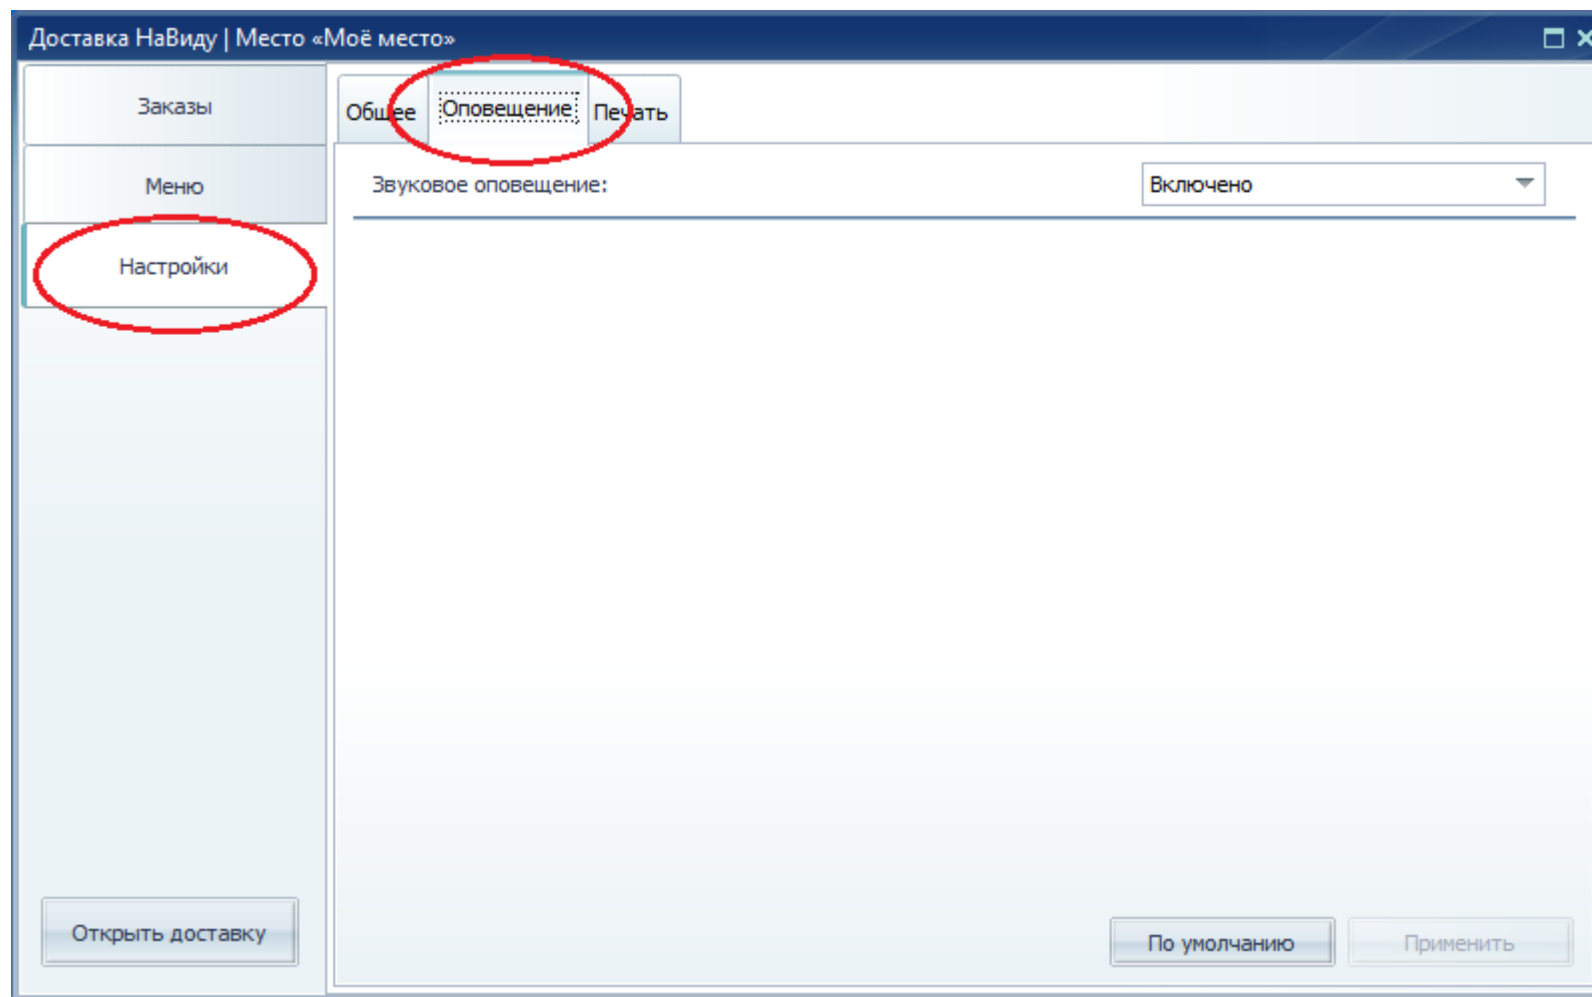 Доставка НаВиду | Место «Моё место»
Заказы
Меню
Настройки
Открыть доставку
Общее Оповещение Печать
Звуковое оповещение: Включено
По умолчанию Применить